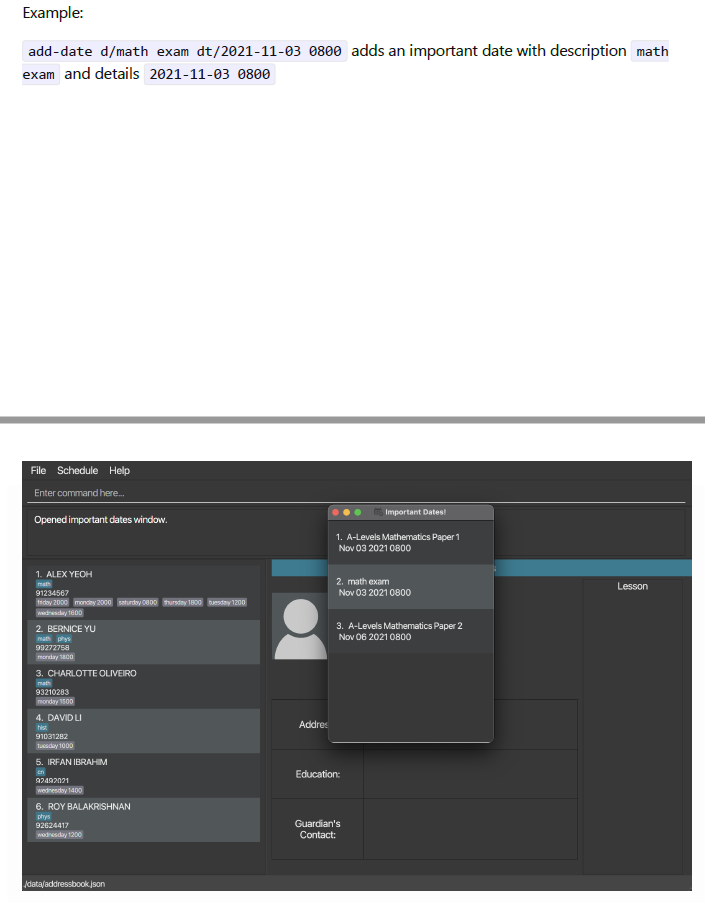 Example:
add-date d/math exam dt/2021-11-03 0800 adds an important date with description math
exam and details 2021-11-03 0800
File Schedule Help
Enter command here...
Opened important dates window.
Important Dates!
1. A-Levels Mathematics Paper 1
Nov 03 2021 0800
2. math exam
Nov 03 2021 0800
3. A-Levels Mathematics Paper 2
Nov 06 2021 0800
1. ALEX YEOH
math
91234567
friday 2000 monday 2000 saturday 0800 thursday 1800 tuesday 1200
wednesday 1600
2. BERNICE YU
math phys
99272758
monday 1800
3. CHARLOTTE OLIVEIRO
math
93210283
monday 1500
4. DAVID LI
hist
91031282
tuesday 1000
5. IRFAN IBRAHIM
cn
92492021
wednesday 1400
6. ROY BALAKRISHNAN
phys
92624417
wednesday 1200
Lesson
Addres
Education:
Guardian's
Contact:
/data/addressbook.json